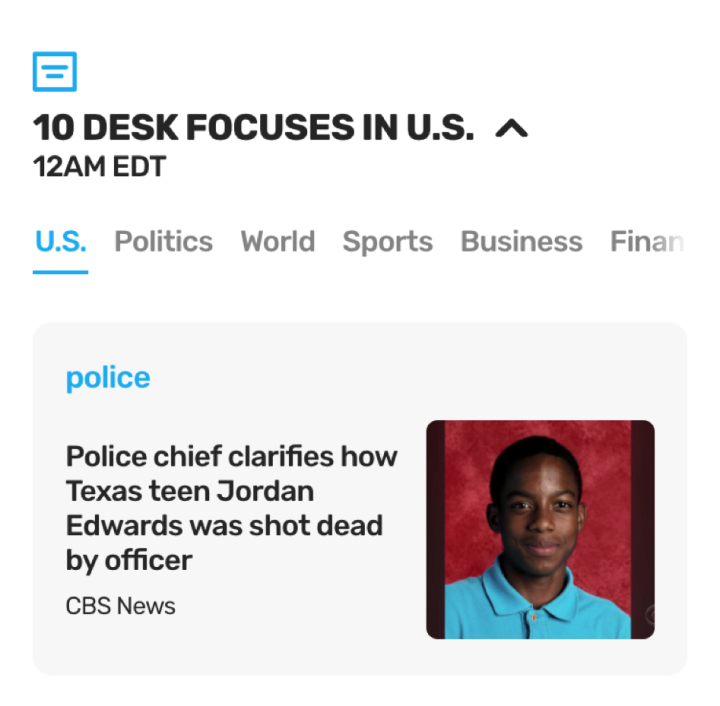 10 DESK FOCUSES IN U.S.
12AM EDT
U.S. Politics World Sports Business Finan
police
Police chief clarifies how
Texas teen Jordan
Edwards was shot dead
by officer
CBS News